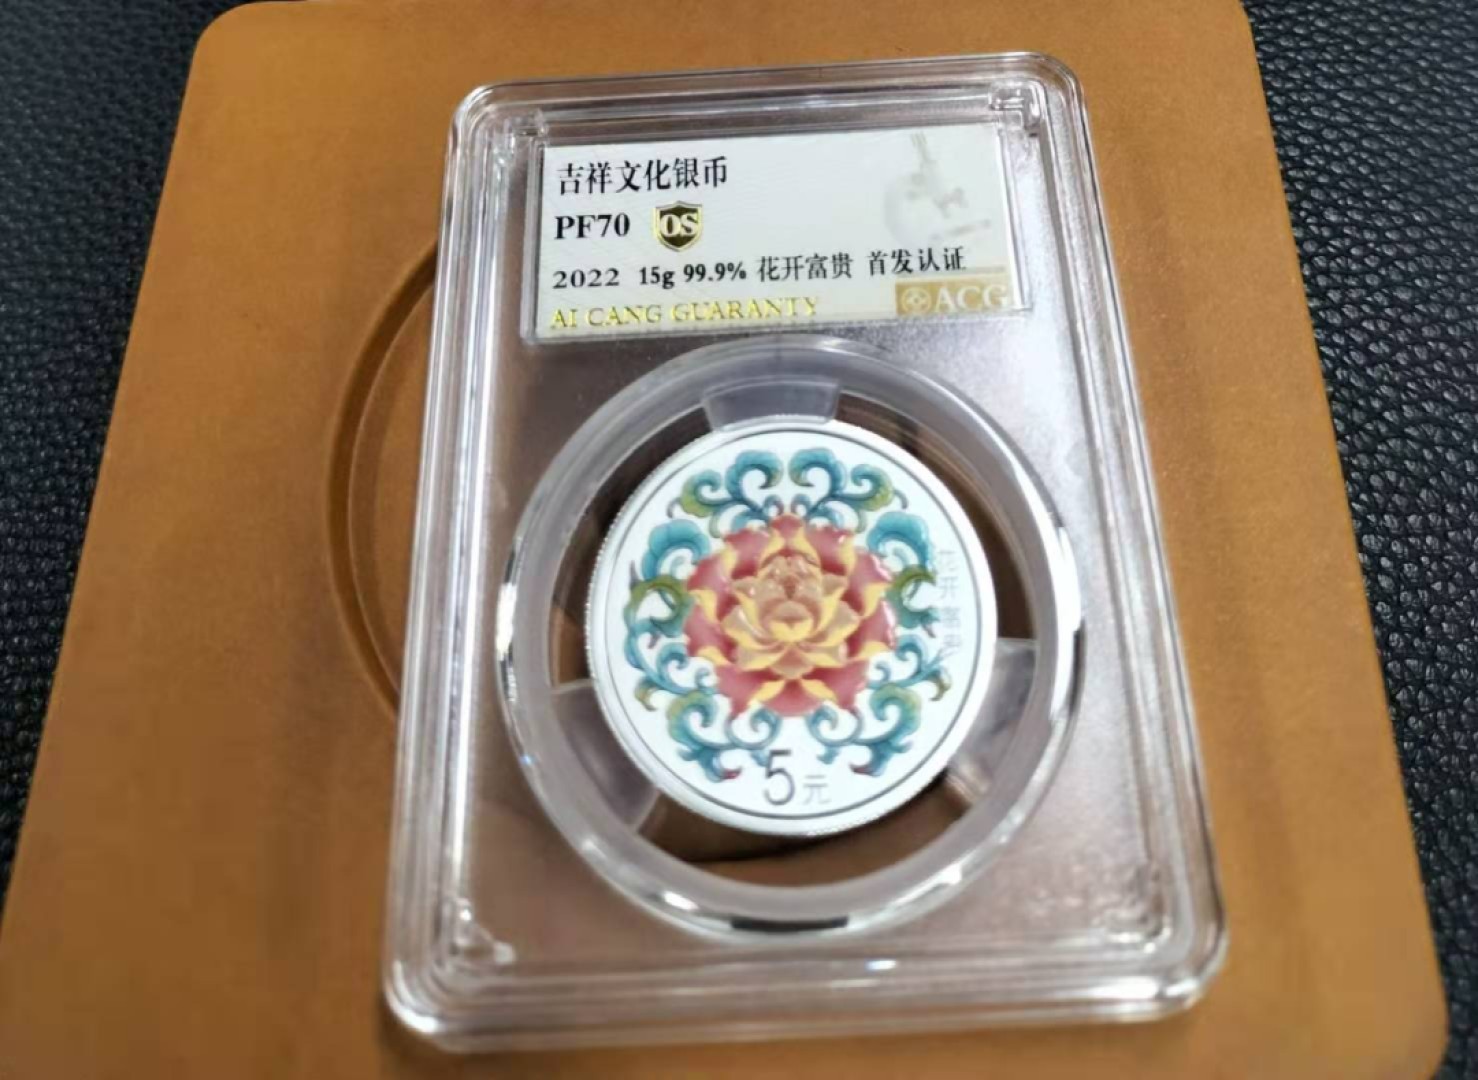 吉祥文化银币
PF70 OS
2022 15g 99.9% 花开富贵 首发认证
AI CANG GUARANTY ACG
花开富贵
5元